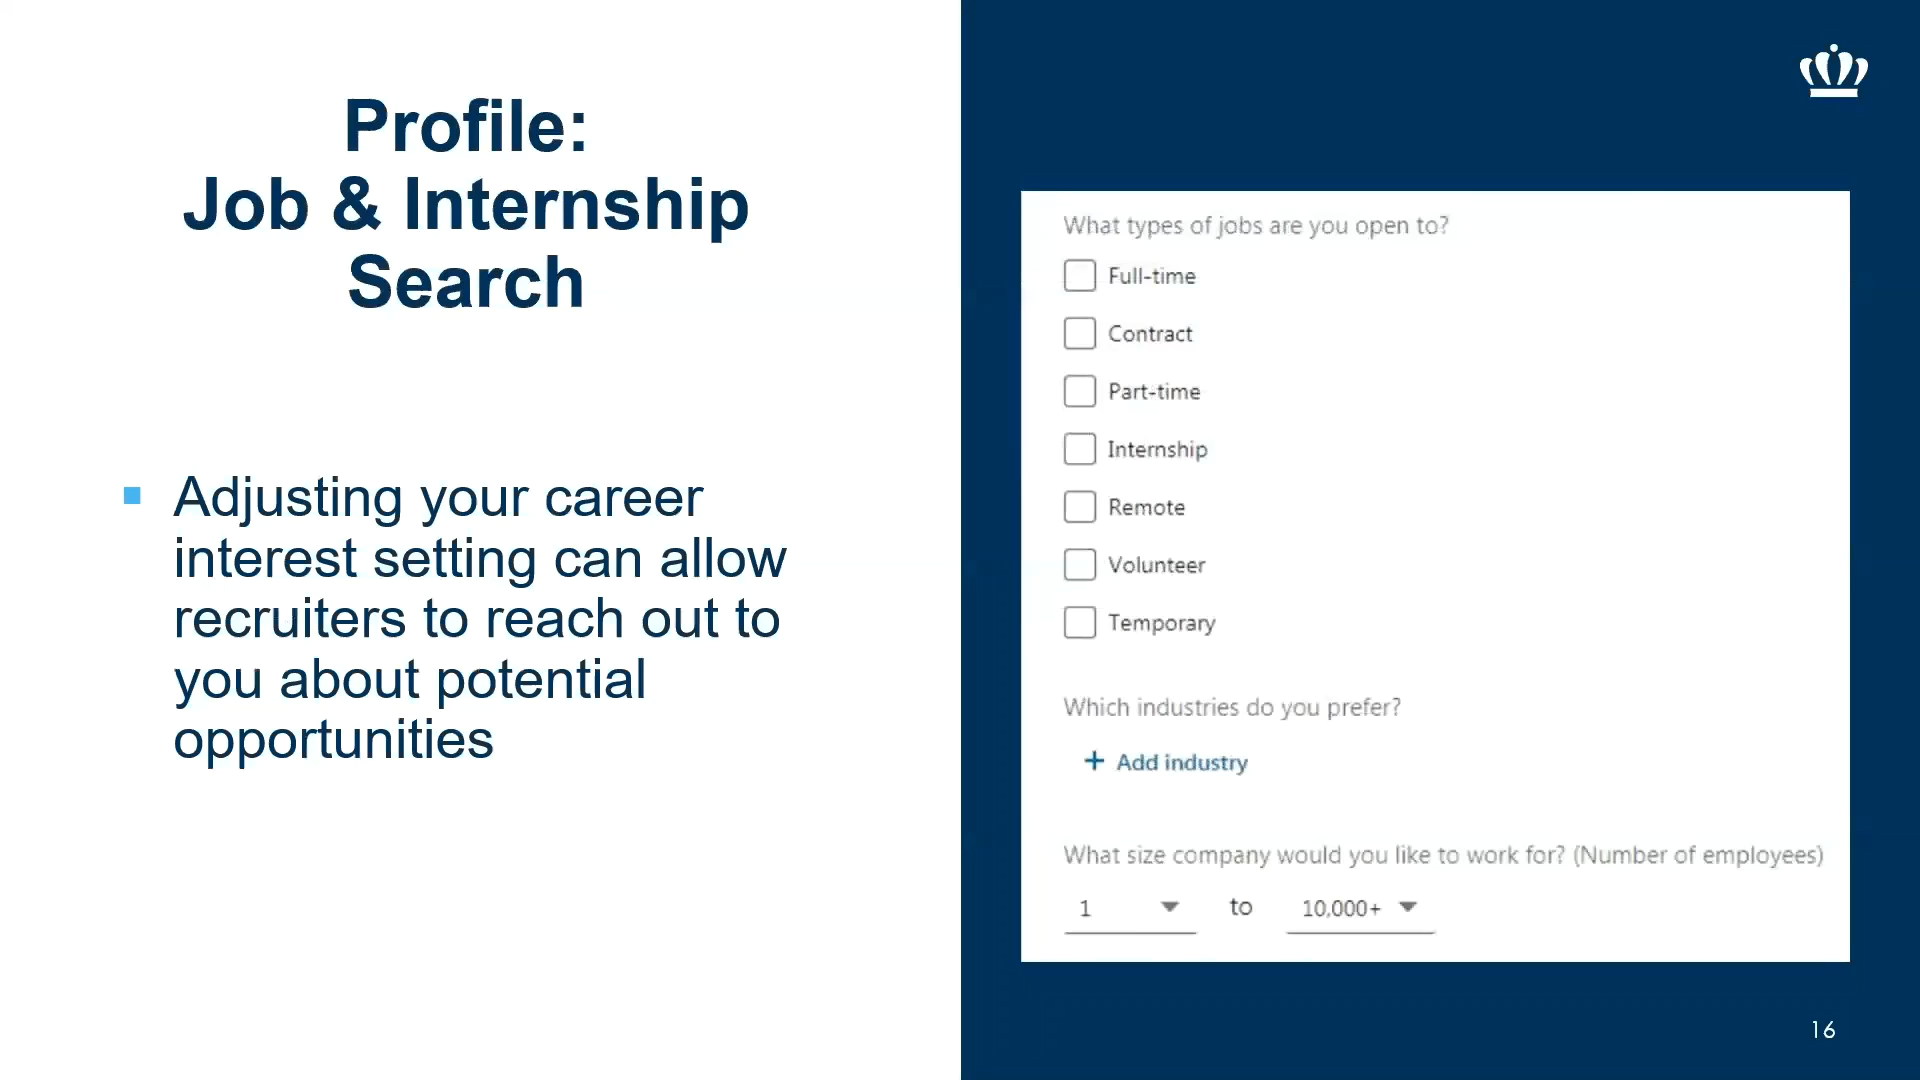 Profile:
Job & Internship
Search
Adjusting your career
interest setting can allow
recruiters to reach out to
you about potential
opportunities
What types of jobs are you open to?
Full-time
Contract
Part-time
Internship
Remote
Volunteer
Temporary
Which industries do you prefer?
+ Add industry
What size company would you like to work for? (Number of employees)
1 to 10,000+
16